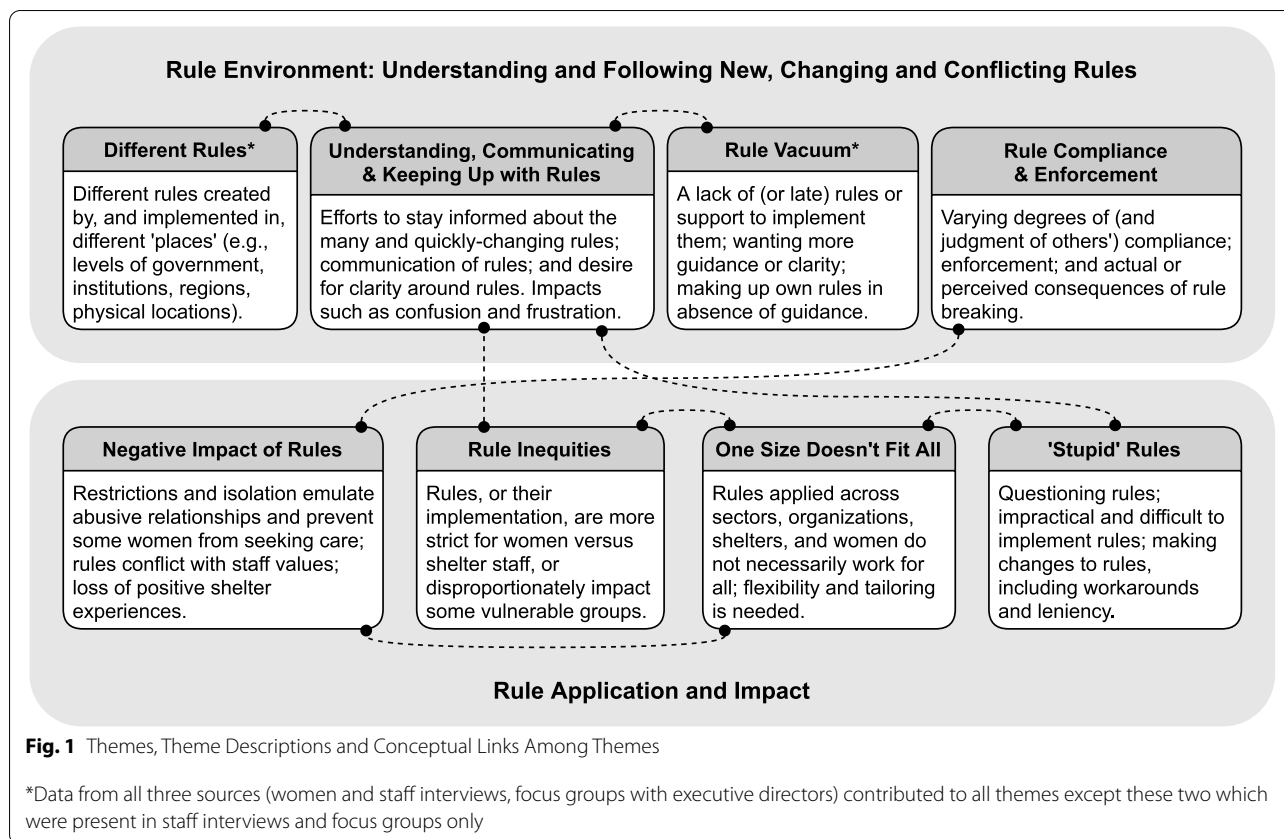 Rule Environment: Understanding and Following New, Changing and Conflicting Rules
Different Rules*
Different rules created
by, and implemented in,
different 'places' (e.g.,
levels of government,
institutions, regions,
physical locations).
Understanding, Communicating
& Keeping Up with Rules
Efforts to stay informed about the
many and quickly-changing rules;
communication of rules; and desire
for clarity around rules. Impacts
such as confusion and frustration.
Rule Vacuum*
A lack of (or late) rules or
support to implement
them; wanting more
guidance or clarity;
making up own rules in
absence of guidance.
Rule Compliance
& Enforcement
Varying degrees of (and
judgment of others') compliance;
enforcement; and actual or
perceived consequences of rule
breaking.
Negative Impact of Rules
Restrictions and isolation emulate
abusive relationships and prevent
some women from seeking care;
rules conflict with staff values;
loss of positive shelter
experiences.
Rule Inequities
Rules, or their
implementation, are more
strict for women versus
shelter staff, or
disproportionately impact
some vulnerable groups.
One Size Doesn't Fit All
Rules applied across
sectors, organizations,
shelters, and women do
not necessarily work for
all; flexibility and tailoring
is needed.
'Stupid' Rules
Questioning rules;
impractical and difficult to
implement rules; making
changes to rules,
including workarounds
and leniency.
Rule Application and Impact
Fig. 1 Themes, Theme Descriptions and Conceptual Links Among Themes
*Data from all three sources (women and staff interviews, focus groups with executive directors) contributed to all themes except these two which
were present in staff interviews and focus groups only